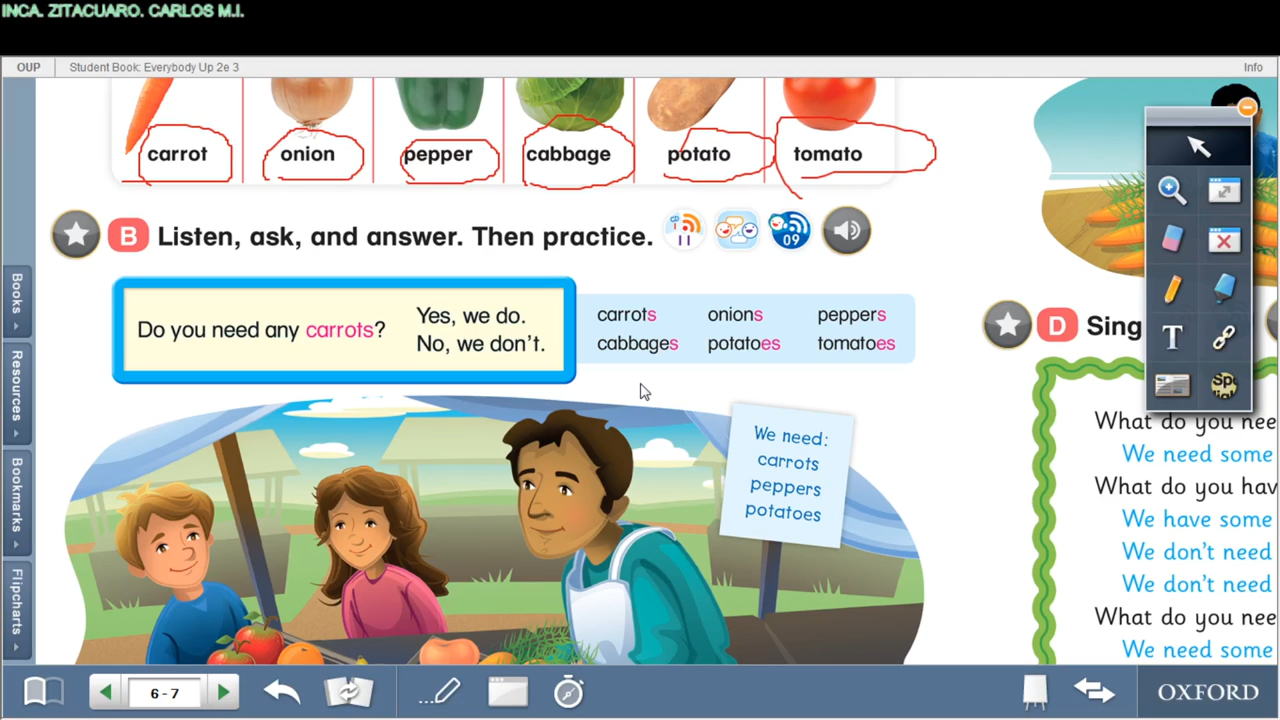 INCA. ZITACUARO. CARLOS M.I.
OUP Student Book: Everybody Up 2e 3 Info
carrot onion pepper cabbage potato tomato
B Listen, ask, and answer. Then practice. 09
Do you need any carrots? Yes, we do.
No, we don't.
carrots onions peppers
cabbages potatoes tomatoes
We need:
carrots
peppers
potatoes
D Sing
What do you nee
We need some
What do you hav
We have some
We don't need
We don't need
What do you nee
We need some
Books
Resources
Bookmarks
Flipcharts
T
6 - 7
OXFORD